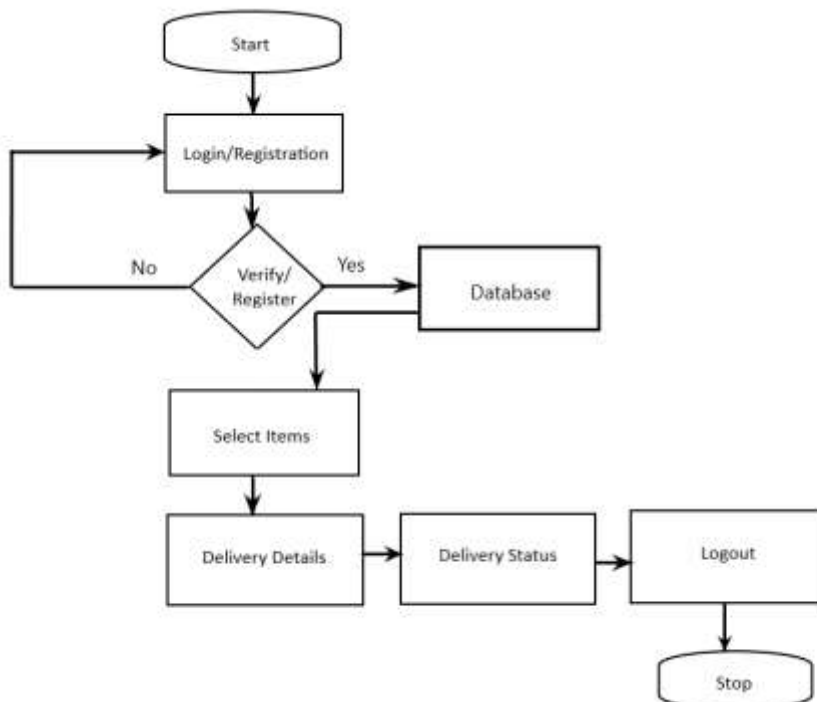 Start
Login/Registration
No
Verify/
Register
Yes
Database
Select Items
Delivery Details
Delivery Status
Logout
Stop